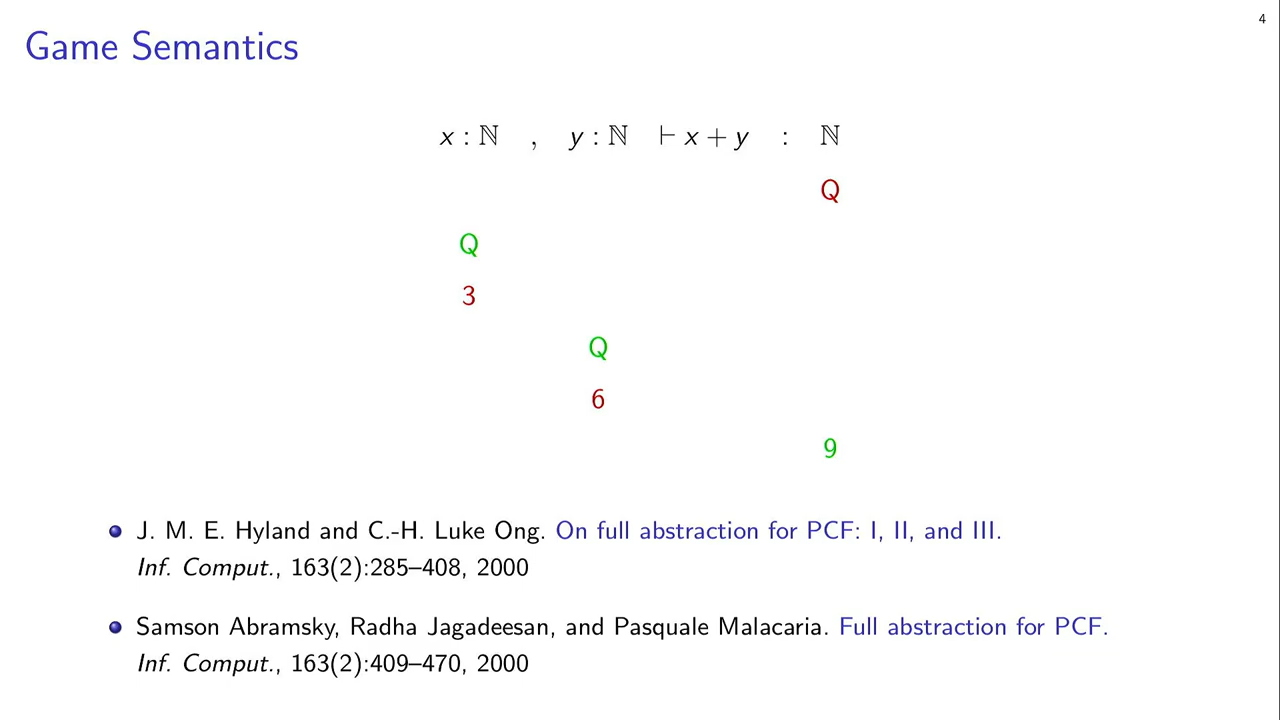 4
Game Semantics
x : ℕ , y : ℕ ⊢ x + y : ℕ
Q
Q
3
Q
6
9
J. M. E. Hyland and C.-H. Luke Ong. On full abstraction for PCF: I, II, and III.
Inf. Comput., 163(2):285–408, 2000
Samson Abramsky, Radha Jagadeesan, and Pasquale Malacaria. Full abstraction for PCF.
Inf. Comput., 163(2):409–470, 2000